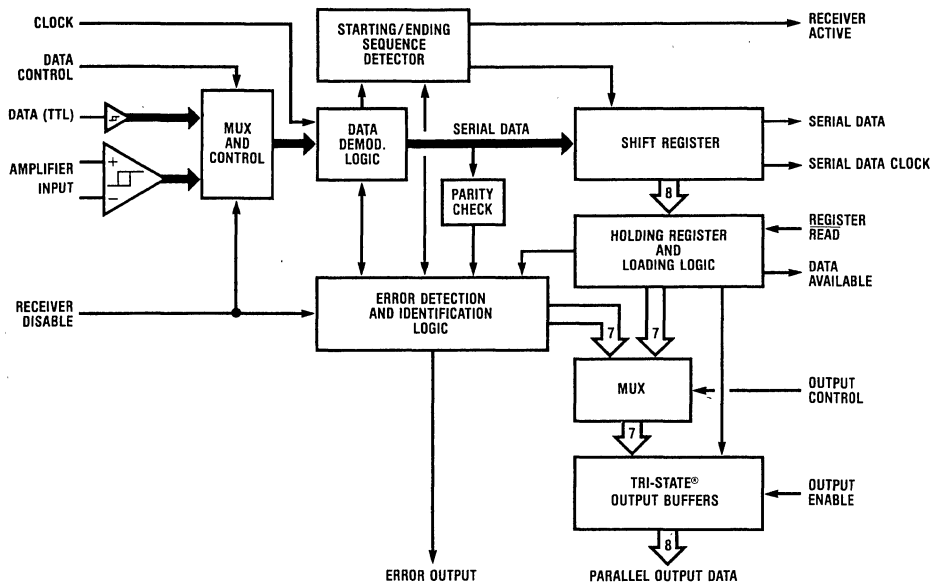 CLOCK
DATA
CONTROL
DATA (TTL)
AMPLIFIER
INPUT
+
−
RECEIVER
DISABLE
MUX
AND
CONTROL
STARTING/ENDING
SEQUENCE
DETECTOR
DATA
DEMOD.
LOGIC
SERIAL DATA
PARITY
CHECK
SHIFT REGISTER
8
HOLDING REGISTER
AND
LOADING LOGIC
ERROR DETECTION
AND IDENTIFICATION
LOGIC
7
7
MUX
7
TRI-STATE®
OUTPUT BUFFERS
8
RECEIVER
ACTIVE
SERIAL DATA
SERIAL DATA CLOCK
REGISTER
READ
DATA
AVAILABLE
OUTPUT
CONTROL
OUTPUT
ENABLE
ERROR OUTPUT
PARALLEL OUTPUT DATA